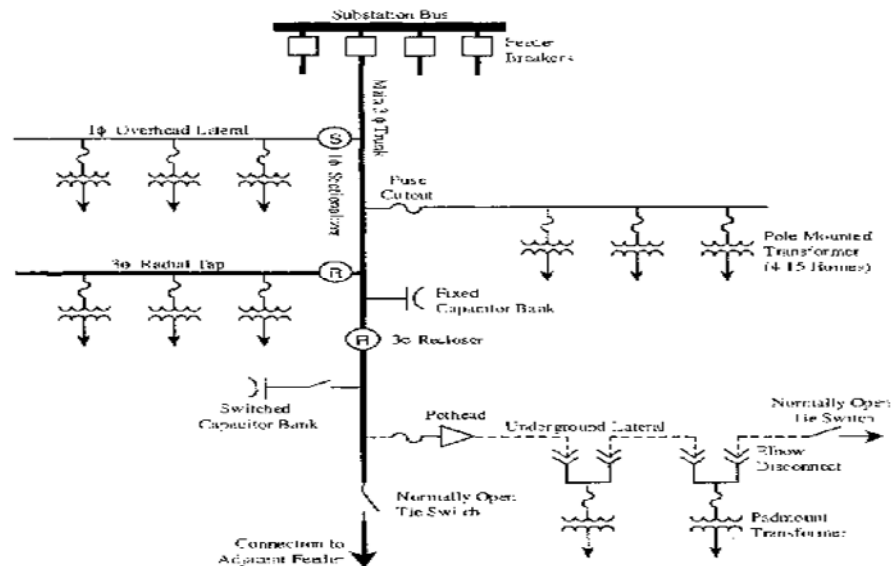 Substation Bus
Feeder
Breakers
Main 3 φ Trunk
1φ Overhead Lateral
S
1φ Sectionalizer
Fuse
Cutout
Pole Mounted
Transformer
(4-15 Homes)
3φ Radial Tap
R
Fixed
Capacitor Bank
R
3φ Recloser
Switched
Capacitor Bank
Pothead
Underground Lateral
Normally Open
Tie Switch
Elbow
Disconnect
Normally Open
Tie Switch
Padmount
Transformer
Connection to
Adjacent Feeder